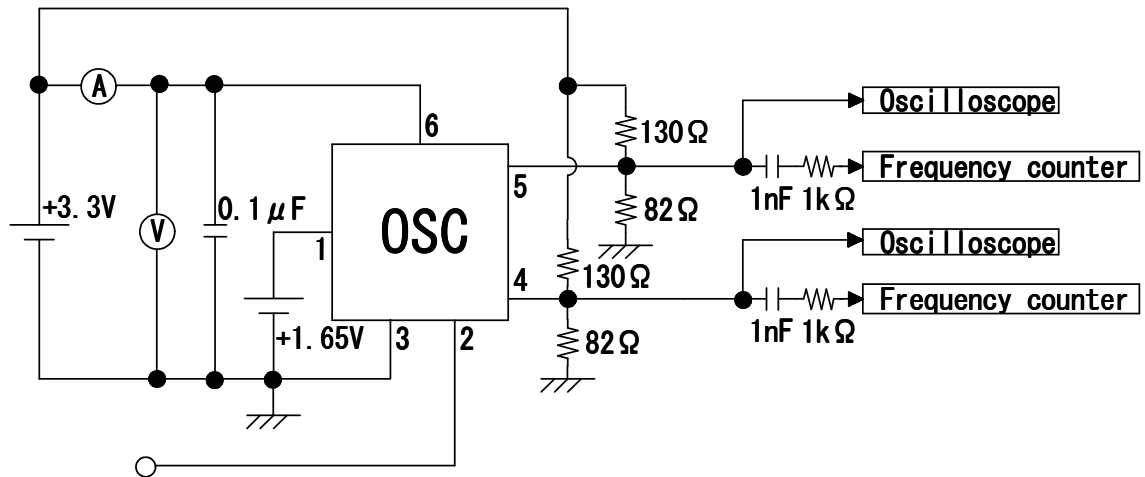 A
Oscilloscope
6
130Ω
5
Frequency counter
1nF 1kΩ
+3.3V
V
0.1μF
82Ω
OSC
1
Oscilloscope
130Ω
4
Frequency counter
1nF 1kΩ
+1.65V
3
2
82Ω